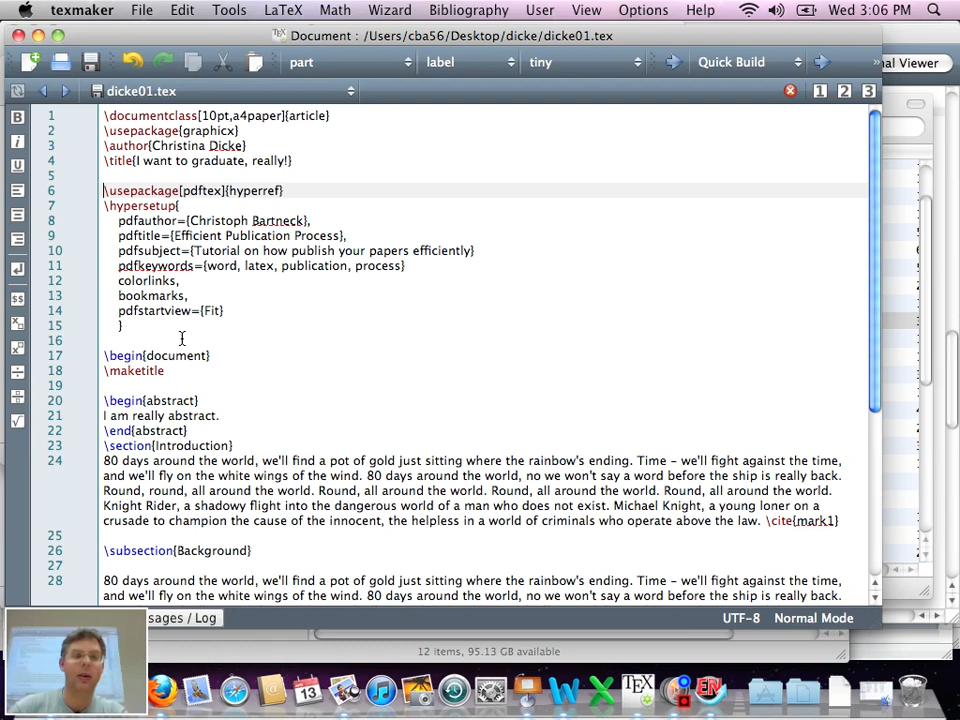 texmaker File Edit Tools LaTeX Math Wizard Bibliography User View Options Help Wed 3:06 PM
Document : /Users/cba56/Desktop/dicke/dicke01.tex
part label tiny Quick Build » al Viewer
dicke01.tex 1 2 3
1 \documentclass[10pt,a4paper]{article}
2 \usepackage{graphicx}
3 \author{Christina Dicke}
4 \title{I want to graduate, really!}
5
6 \usepackage[pdftex]{hyperref}
7 \hypersetup{
8 pdfauthor={Christoph Bartneck},
9 pdftitle={Efficient Publication Process},
10 pdfsubject={Tutorial on how publish your papers efficiently}
11 pdfkeywords={word, latex, publication, process}
12 colorlinks,
13 bookmarks,
14 pdfstartview={Fit}
15 }
16
17 \begin{document}
18 \maketitle
19
20 \begin{abstract}
21 I am really abstract.
22 \end{abstract}
23 \section{Introduction}
24 80 days around the world, we'll find a pot of gold just sitting where the rainbow's ending. Time - we'll fight against the time,
and we'll fly on the white wings of the wind. 80 days around the world, no we won't say a word before the ship is really back.
Round, round, all around the world. Round, all around the world. Round, all around the world. Round, all around the world.
Knight Rider, a shadowy flight into the dangerous world of a man who does not exist. Michael Knight, a young loner on a
crusade to champion the cause of the innocent, the helpless in a world of criminals who operate above the law. \cite{mark1}
25
26 \subsection{Background}
27
28 80 days around the world, we'll find a pot of gold just sitting where the rainbow's ending. Time - we'll fight against the time,
and we'll fly on the white wings of the wind. 80 days around the world, no we won't say a word before the ship is really back.
sages / Log UTF-8 Normal Mode
12 items, 95.13 GB available